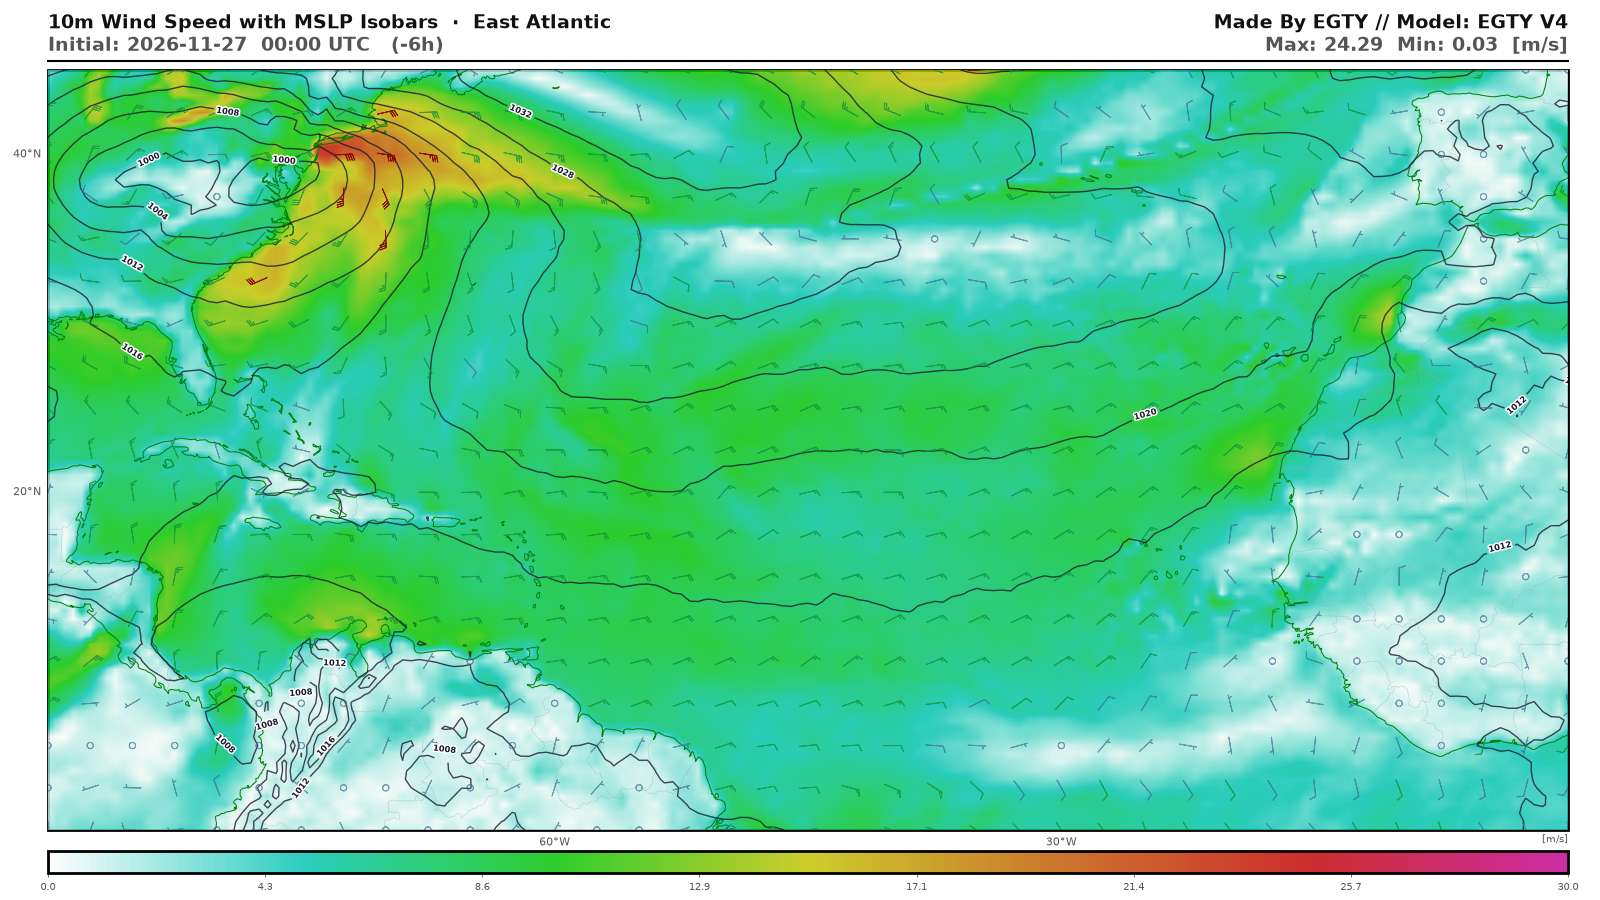 10m Wind Speed with MSLP Isobars · East Atlantic
Made By EGTY // Model: EGTY V4
Initial: 2026-11-27 00:00 UTC (-6h)
Max: 24.29 Min: 0.03 [m/s]
1008
1032
40°N
1000
1000
1028
1004
1012
1016
1020
1012
20°N
1012
1012
1008
1008
1008
1016
1008
1012
60°W
30°W
[m/s]
0.0
4.3
8.6
12.9
17.1
21.4
25.7
30.0